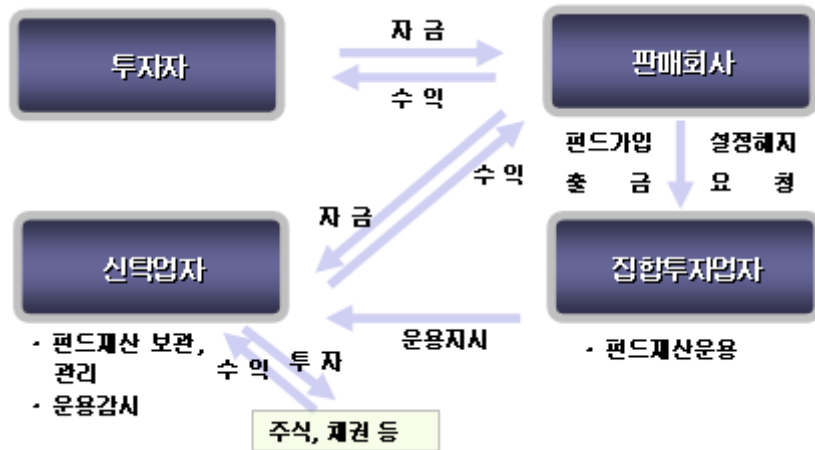 투자자
자 금
수 익
판매회사
펀드가입 설정해지
출 금 요 청
수 익
자 금
신탁업자
집합투자업자
운용지시
· 펀드재산 보관,
관리
· 운용감시
수 익
투 자
· 펀드재산운용
주식, 채권 등